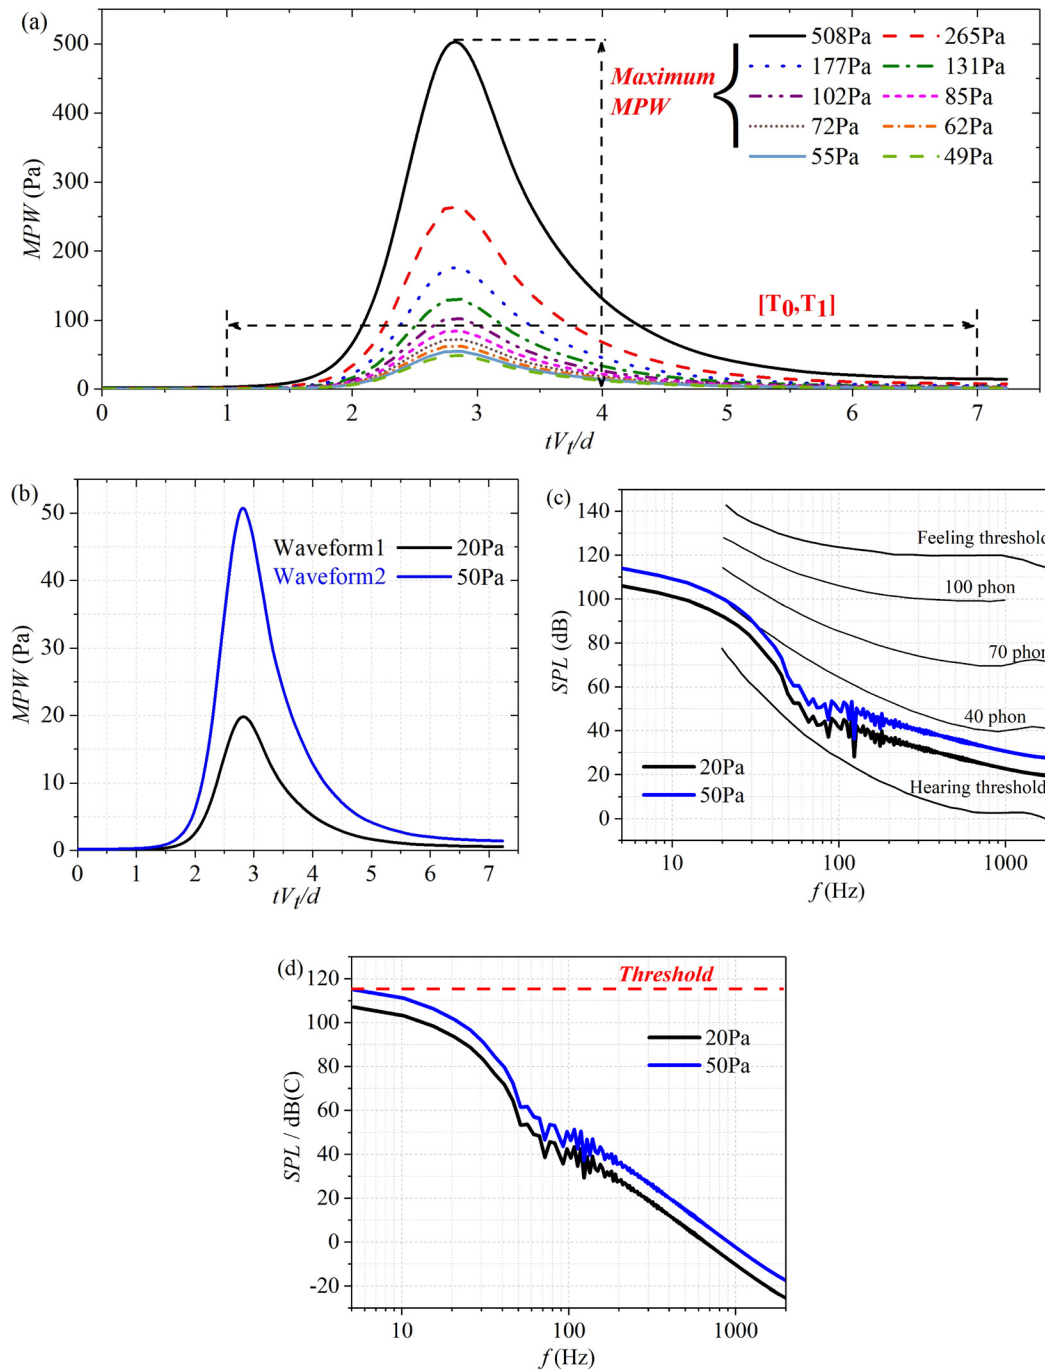 (a)
500
400
300
200
100
0
MPW (Pa)
508Pa 265Pa
177Pa 131Pa
102Pa 85Pa
72Pa 62Pa
55Pa 49Pa
Maximum
MPW
[T0,T1]
0 1 2 3 4 5 6 7
tVt/d
(b)
50
40
30
20
10
0
MPW (Pa)
Waveform1 20Pa
Waveform2 50Pa
0 1 2 3 4 5 6 7
tVt/d
(c)
140
120
100
80
60
40
20
0
SPL (dB)
Feeling threshold
100 phon
70 phon
40 phon
Hearing threshold
20Pa
50Pa
10 100 1000
f (Hz)
(d)
120
100
80
60
40
20
0
-20
SPL / dB(C)
Threshold
20Pa
50Pa
10 100 1000
f (Hz)